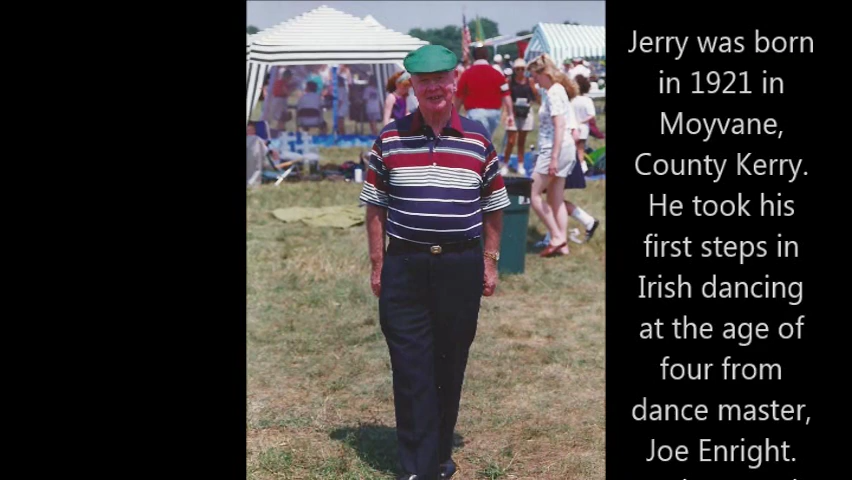 Jerry was born
in 1921 in
Moyvane,
County Kerry.
He took his
first steps in
Irish dancing
at the age of
four from
dance master,
Joe Enright.